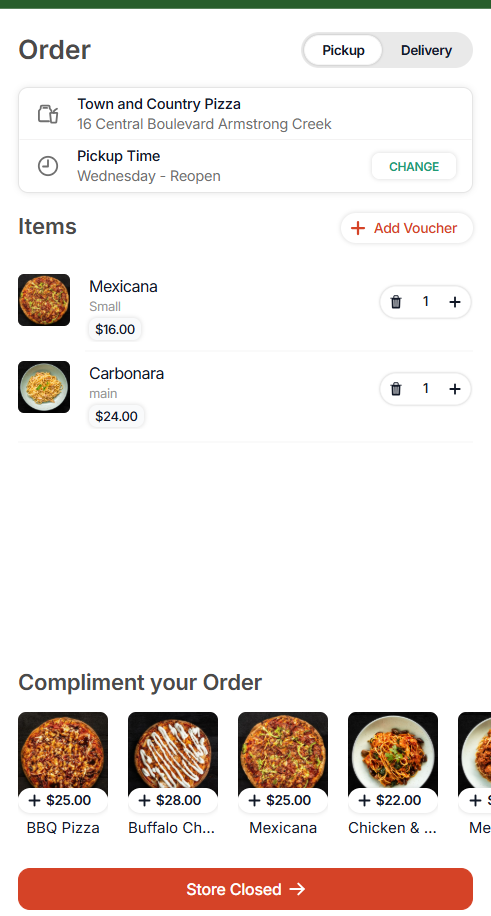 Order
Pickup Delivery
Town and Country Pizza
16 Central Boulevard Armstrong Creek
Pickup Time
Wednesday - Reopen
CHANGE
Items
+ Add Voucher
Mexicana
Small
$16.00
1 +
Carbonara
main
$24.00
1 +
Compliment your Order
+ $25.00
+ $28.00
+ $25.00
+ $22.00
+ $
BBQ Pizza
Buffalo Ch...
Mexicana
Chicken & ...
Me
Store Closed →